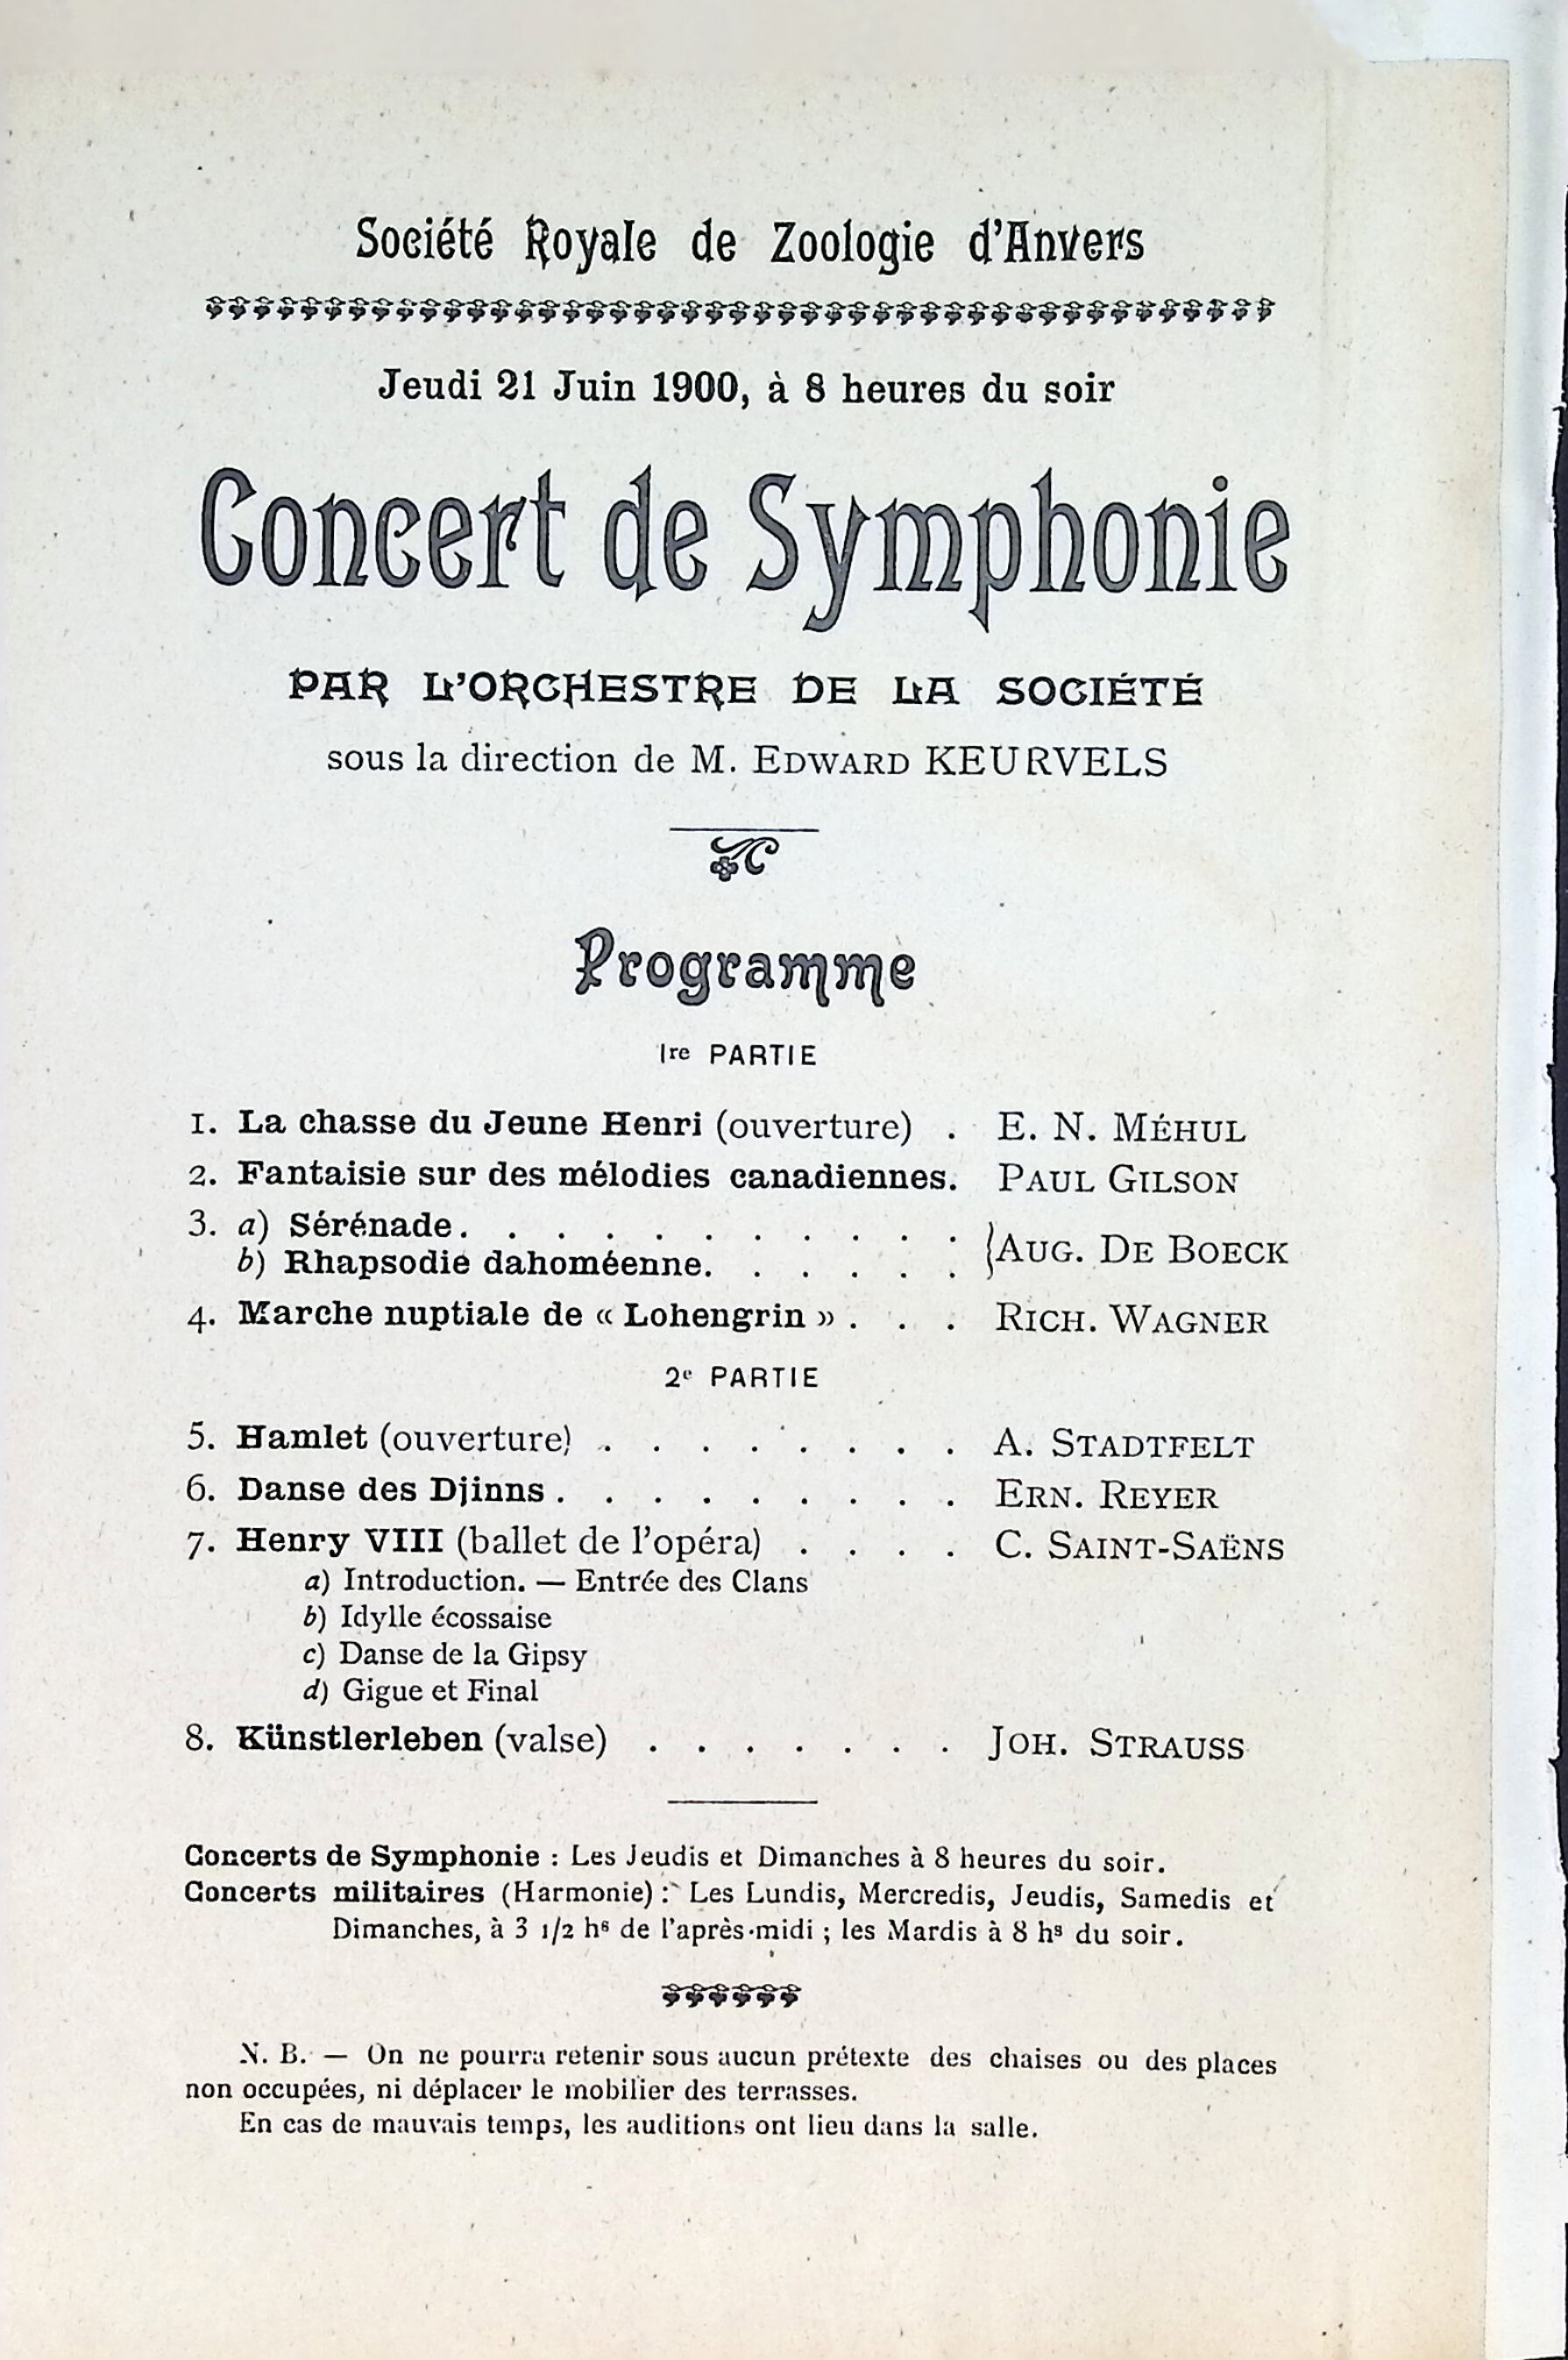 Société Royale de Zoologie d'Anvers
Jeudi 21 Juin 1900, à 8 heures du soir
Concert de Symphonie
PAR L'ORCHESTRE DE LA SOCIÉTÉ
sous la direction de M. EDWARD KEURVELS
Programme
1re PARTIE
1. La chasse du Jeune Henri (ouverture) . E. N. MÉHUL
2. Fantaisie sur des mélodies canadiennes. PAUL GILSON
3. a) Sérénade. . . . . . . . . . .
b) Rhapsodie dahoméenne. . . . . . } AUG. DE BOECK
4. Marche nuptiale de « Lohengrin » . . . RICH. WAGNER
2e PARTIE
5. Hamlet (ouverture) . . . . . . . . A. STADTFELT
6. Danse des Djinns . . . . . . . . . ERN. REYER
7. Henry VIII (ballet de l'opéra) . . . . C. SAINT-SAËNS
a) Introduction. — Entrée des Clans
b) Idylle écossaise
c) Danse de la Gipsy
d) Gigue et Final
8. Künstlerleben (valse) . . . . . . . JOH. STRAUSS
Concerts de Symphonie : Les Jeudis et Dimanches à 8 heures du soir.
Concerts militaires (Harmonie) : Les Lundis, Mercredis, Jeudis, Samedis et
Dimanches, à 3 1/2 hs de l'après-midi ; les Mardis à 8 hs du soir.
N. B. — On ne pourra retenir sous aucun prétexte des chaises ou des places
non occupées, ni déplacer le mobilier des terrasses.
En cas de mauvais temps, les auditions ont lieu dans la salle.